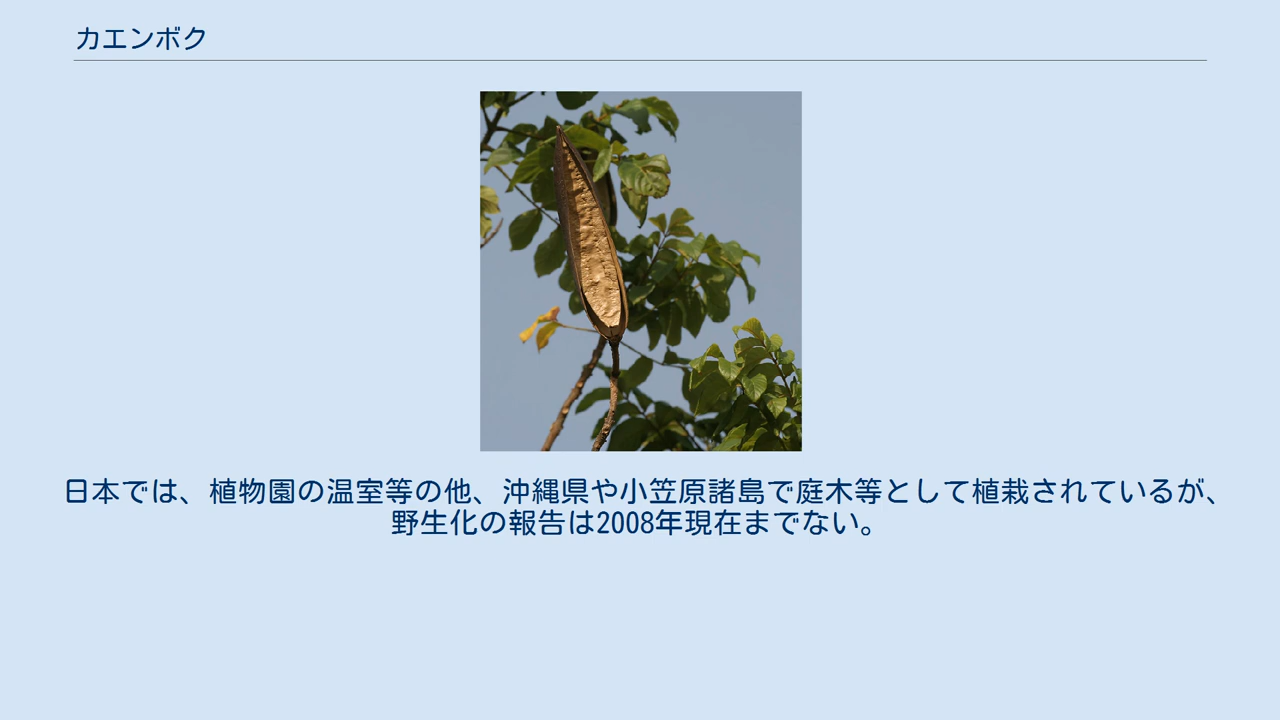 カエンボク
日本では、植物園の温室等の他、沖縄県や小笠原諸島で庭木等として植栽されているが、
野生化の報告は2008年現在までない。